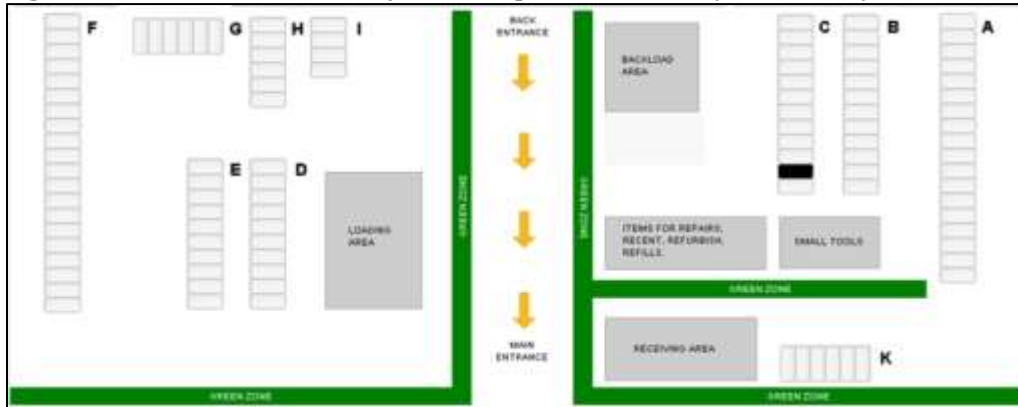 F
G
H
I
BACK
ENTRANCE
C
B
A
BACKLOAD
AREA
E
D
LOADING
AREA
GREEN ZONE
GREEN ZONE
ITEMS FOR REPAIRS,
RECENT, REFURBISH,
REFILLS.
SMALL TOOLS
GREEN ZONE
MAIN
ENTRANCE
RECEIVING AREA
K
GREEN ZONE
GREEN ZONE